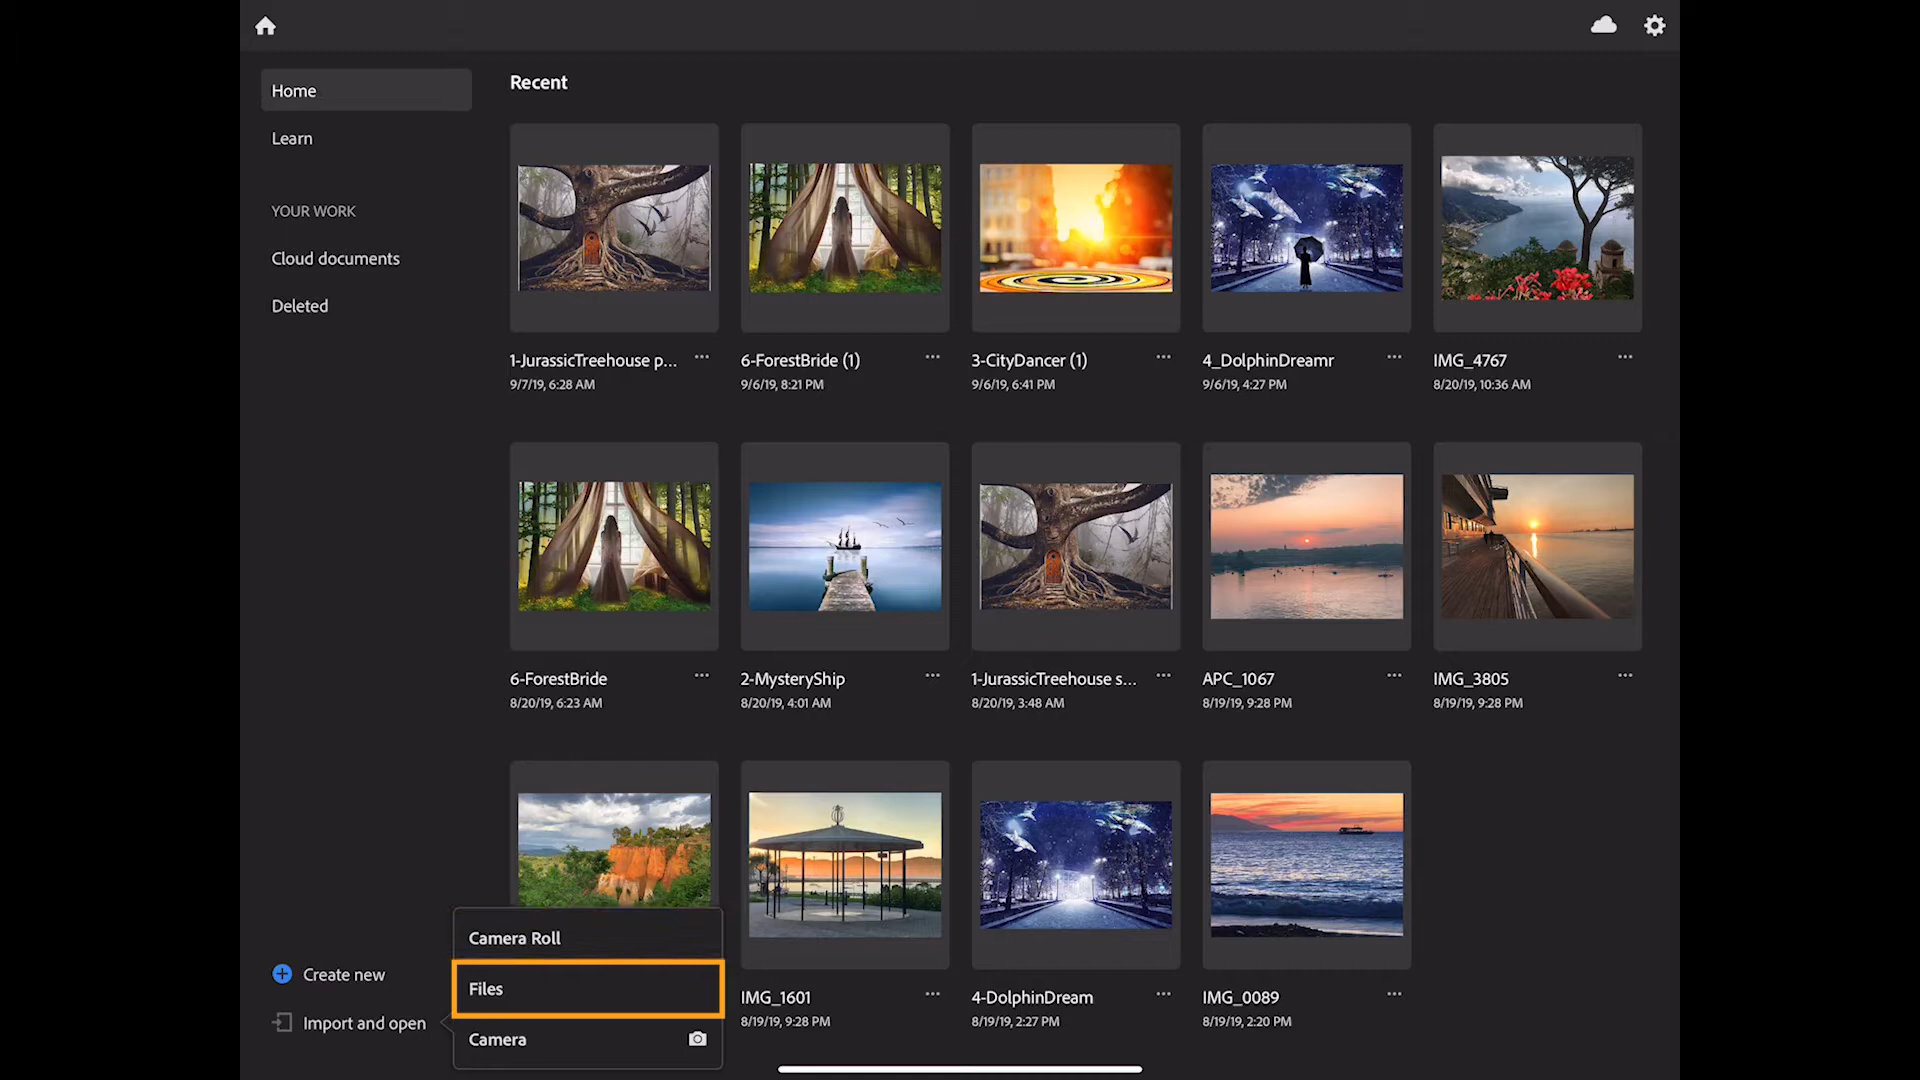 Home
Learn
YOUR WORK
Cloud documents
Deleted
Recent
1-JurassicTreehouse p... ···
9/7/19, 6:28 AM
6-ForestBride (1) ···
9/6/19, 8:21 PM
3-CityDancer (1) ···
9/6/19, 6:41 PM
4_DolphinDreamr ···
9/6/19, 4:27 PM
IMG_4767 ···
8/20/19, 10:36 AM
6-ForestBride ···
8/20/19, 6:23 AM
2-MysteryShip ···
8/20/19, 4:01 AM
1-JurassicTreehouse s... ···
8/20/19, 3:48 AM
APC_1067 ···
8/19/19, 9:28 PM
IMG_3805 ···
8/19/19, 9:28 PM
IMG_1601 ···
8/19/19, 9:28 PM
4-DolphinDream ···
8/19/19, 2:27 PM
IMG_0089 ···
8/19/19, 2:20 PM
Create new
Import and open
Camera Roll
Files
Camera